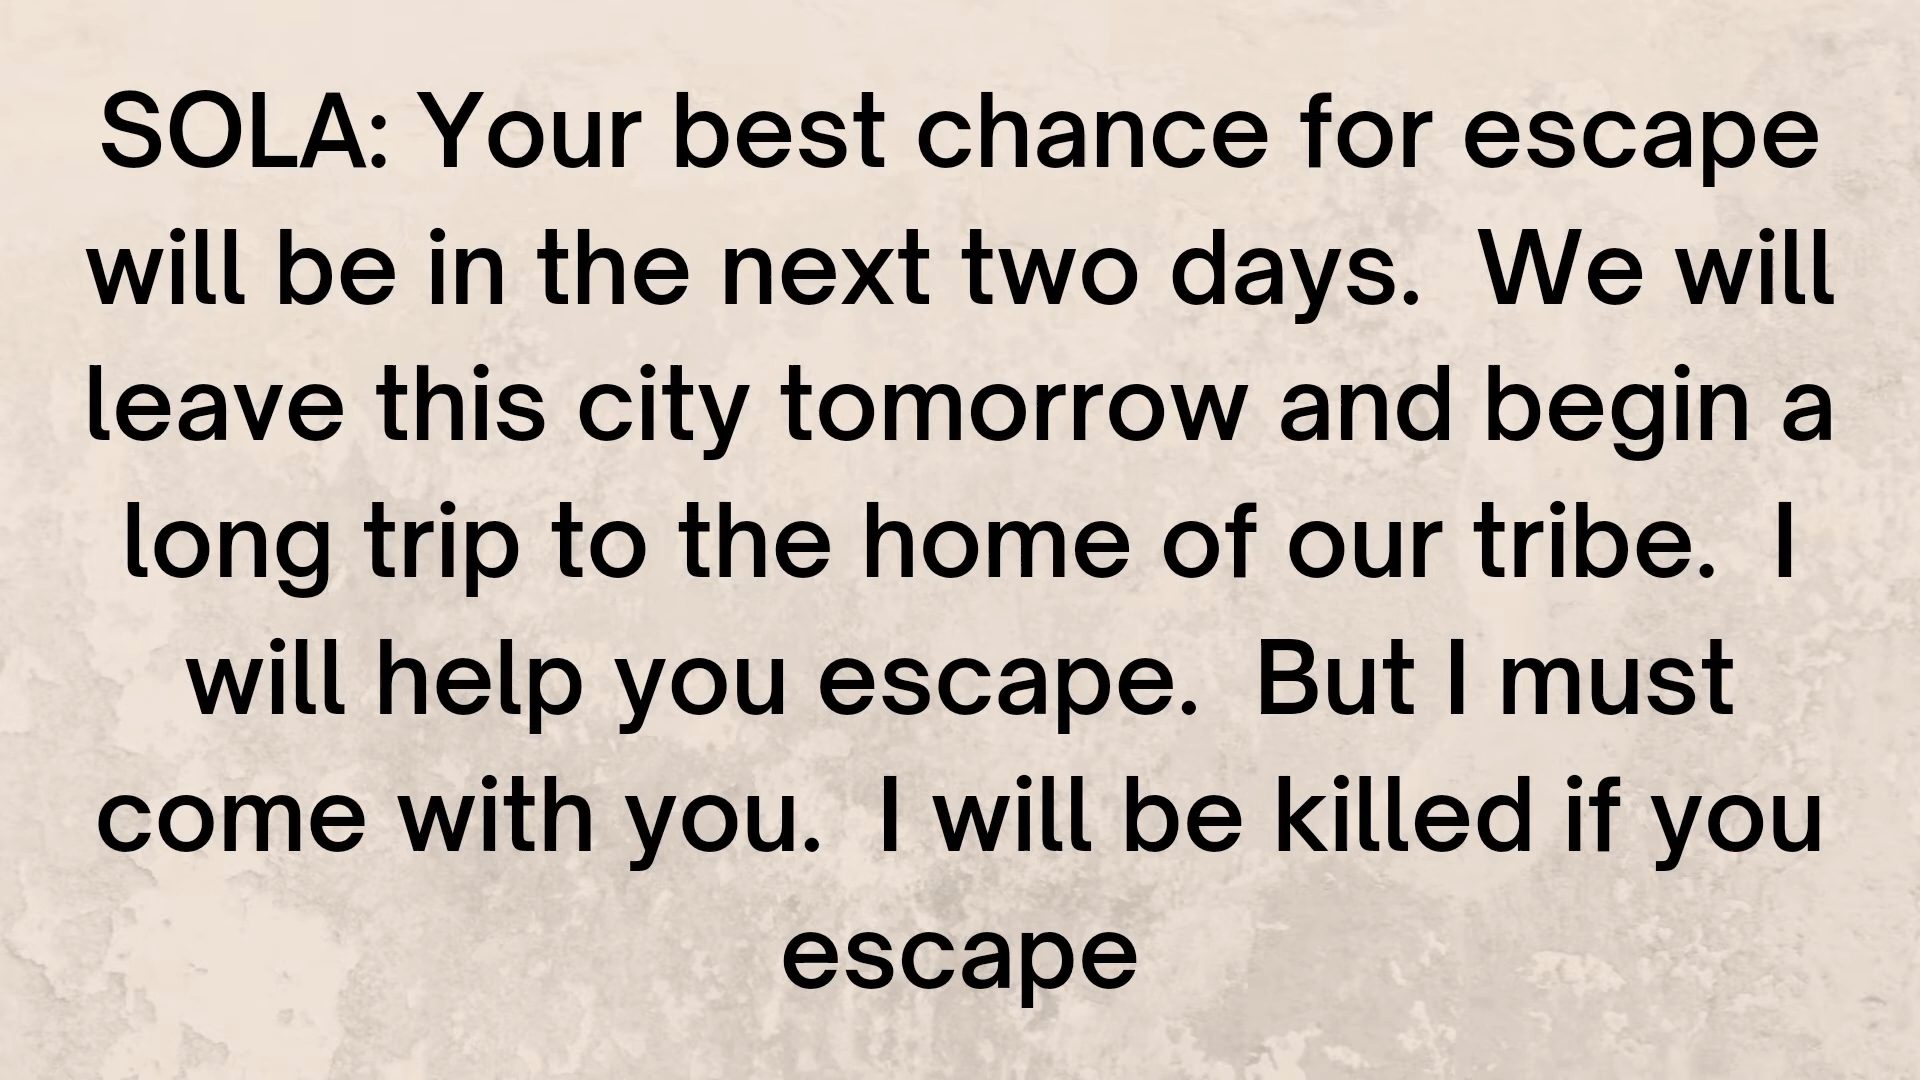 SOLA: Your best chance for escape
will be in the next two days.  We will
leave this city tomorrow and begin a
long trip to the home of our tribe.  I
will help you escape.  But I must
come with you.  I will be killed if you
escape